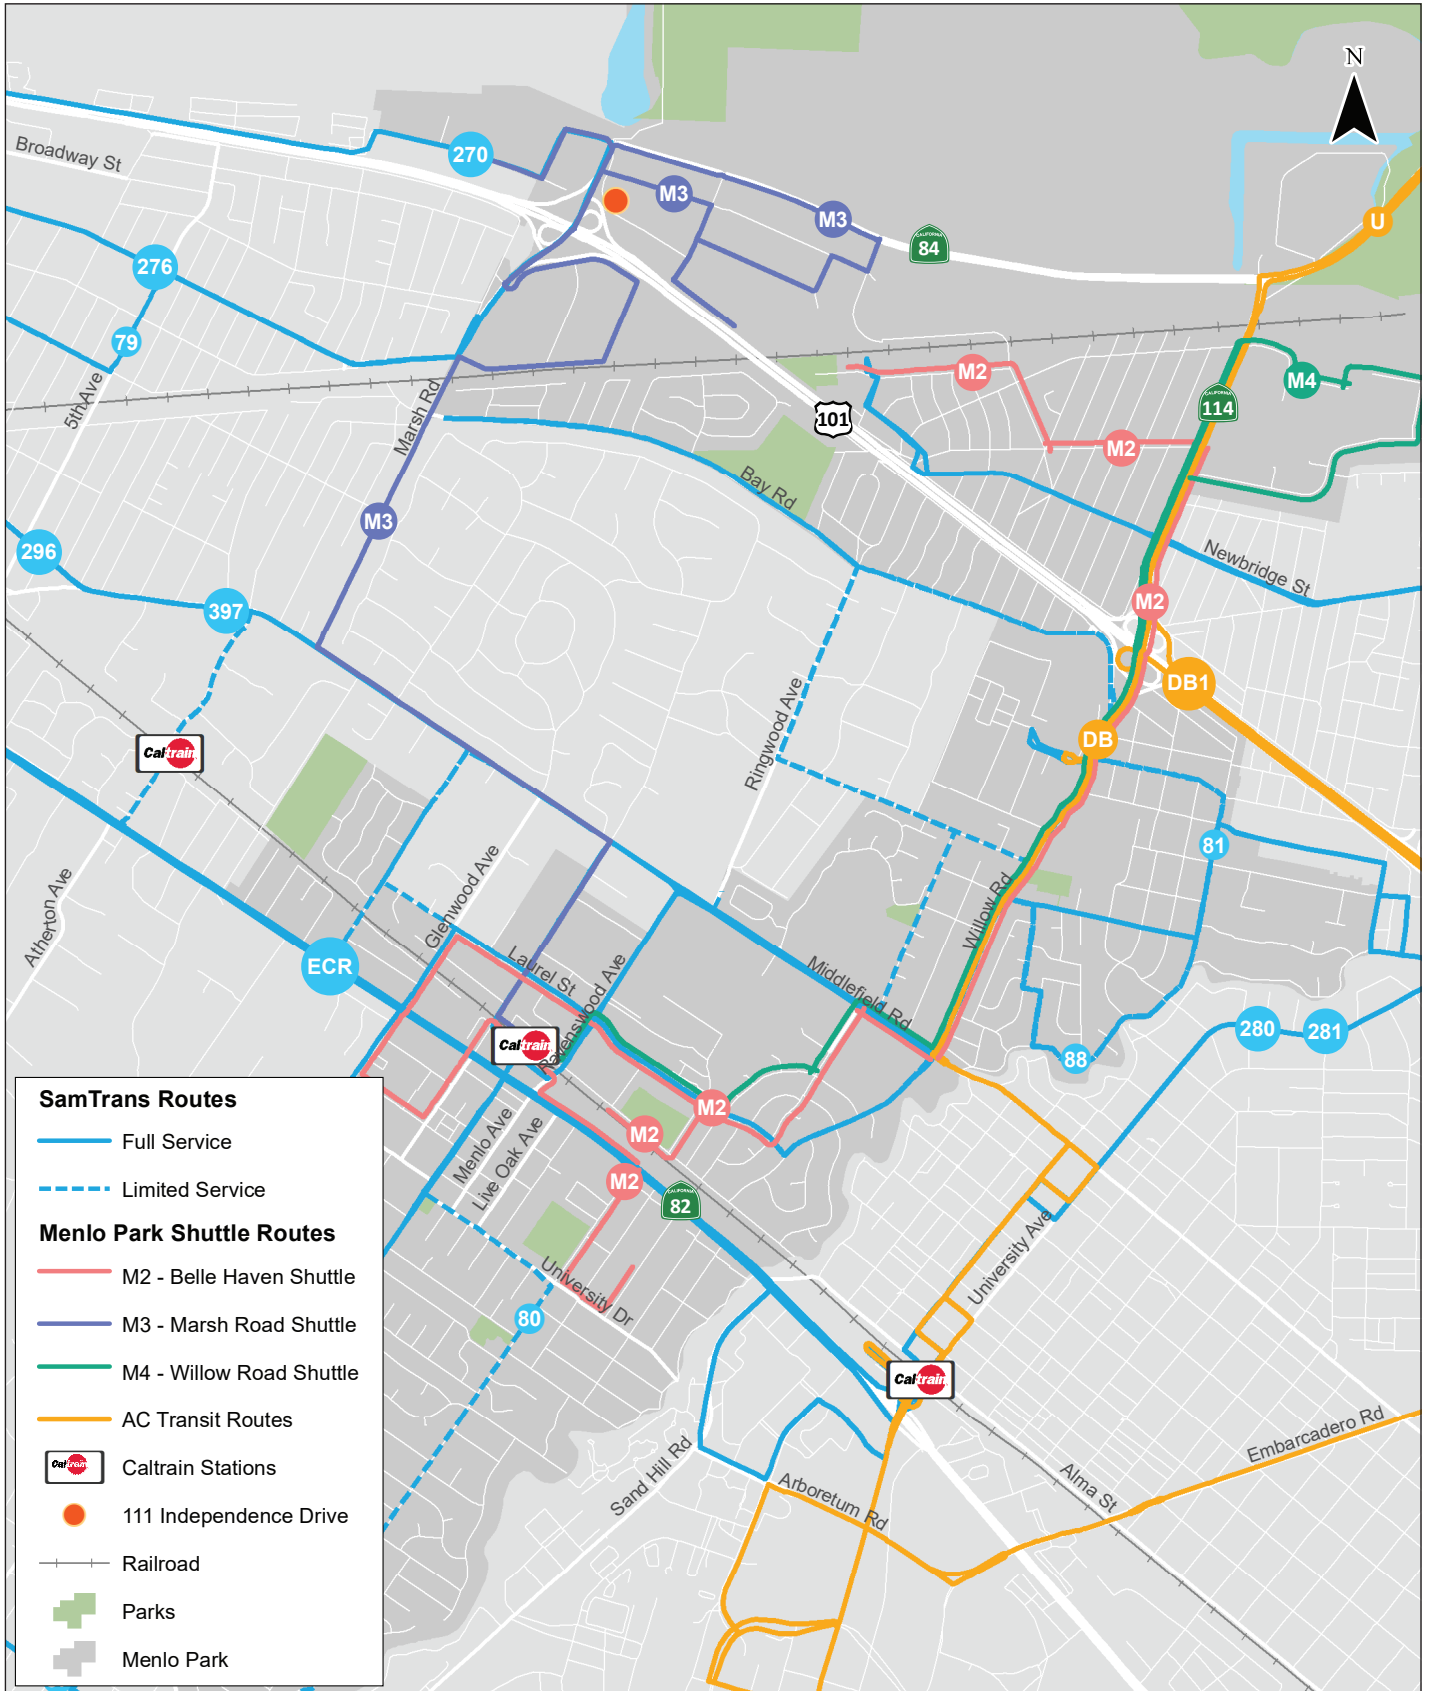 N
Broadway St
270
M3
M3
CALIFORNIA
84
U
276
79
5th Ave
Marsh Rd
M2
M4
CALIFORNIA
114
101
M2
Bay Rd
M3
296
Newbridge St
397
M2
DB1
Ringwood Ave
DB
Caltrain
81
Atherton Ave
Glenwood Ave
Willow Rd
ECR
Laurel St
Ravenswood Ave
Middlefield Rd
280
281
Caltrain
88
M2
M2
Menlo Ave
Live Oak Ave
M2
CALIFORNIA
82
University Ave
University Dr
80
Caltrain
Sand Hill Rd
Arboretum Rd
Alma St
Embarcadero Rd
SamTrans Routes
Full Service
Limited Service
Menlo Park Shuttle Routes
M2 - Belle Haven Shuttle
M3 - Marsh Road Shuttle
M4 - Willow Road Shuttle
AC Transit Routes
Caltrain
Caltrain Stations
111 Independence Drive
Railroad
Parks
Menlo Park